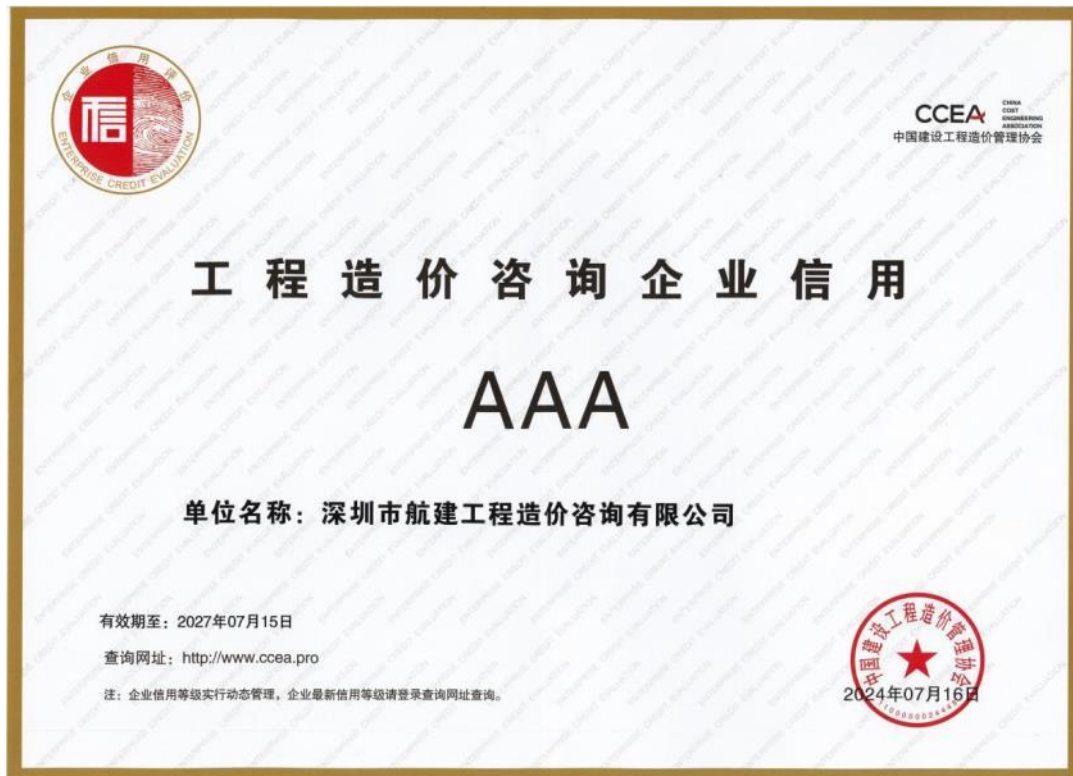 企业信用评价
信
ENTERPRISE CREDIT EVALUATION
CCEA
CHINA
COST
ENGINEERING
ASSOCIATION
中国建设工程造价管理协会
工程造价咨询企业信用
AAA
单位名称：深圳市航建工程造价咨询有限公司
有效期至：2027年07月15日
查询网址：http://www.ccea.pro
注：企业信用等级实行动态管理，企业最新信用等级请登录查询网址查询。
中国建设工程造价管理协会
2024年07月16日